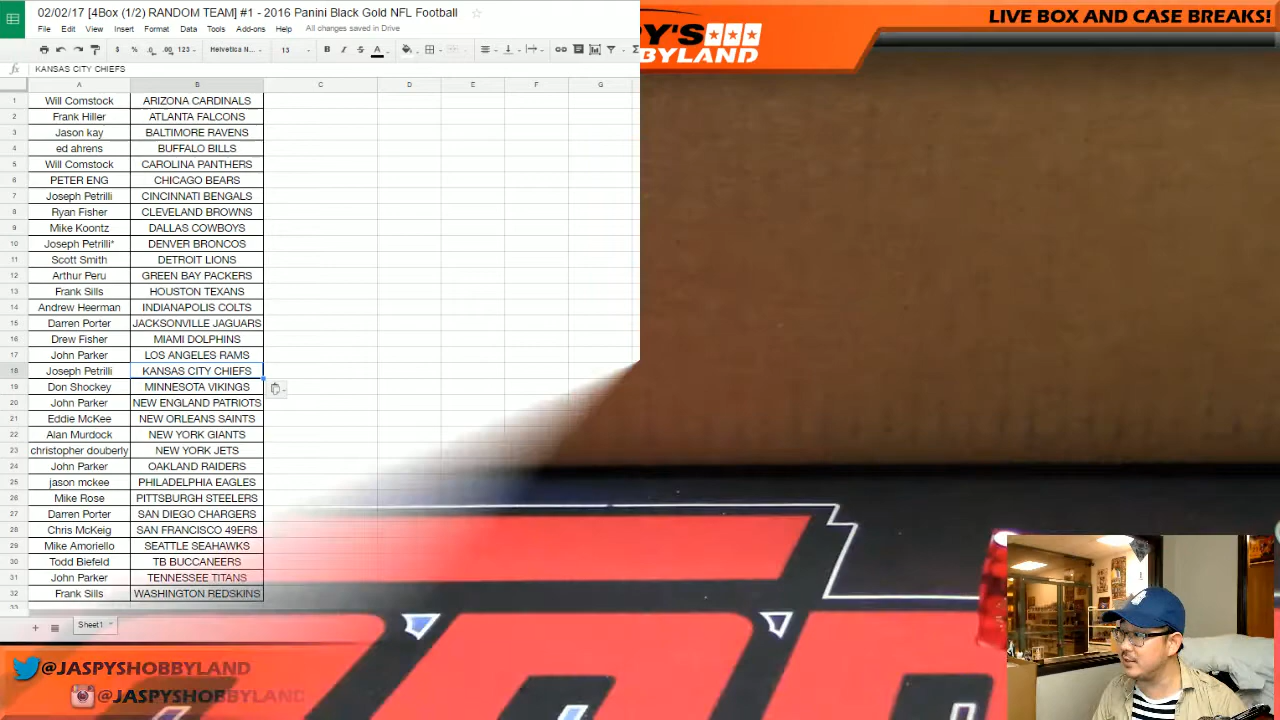 02/02/17 [4Box (1/2) RANDOM TEAM] #1 - 2016 Panini Black Gold NFL Football
File Edit View Insert Format Data Tools Add-ons Help All changes saved in Drive
$ % .0 .00 123 Helvetica N... 13 B I S A
fx KANSAS CITY CHIEFS
A B C D E F G
1 Will Comstock ARIZONA CARDINALS
2 Frank Hiller ATLANTA FALCONS
3 Jason kay BALTIMORE RAVENS
4 ed ahrens BUFFALO BILLS
5 Will Comstock CAROLINA PANTHERS
6 PETER ENG CHICAGO BEARS
7 Joseph Petrilli CINCINNATI BENGALS
8 Ryan Fisher CLEVELAND BROWNS
9 Mike Koontz DALLAS COWBOYS
10 Joseph Petrilli* DENVER BRONCOS
11 Scott Smith DETROIT LIONS
12 Arthur Peru GREEN BAY PACKERS
13 Frank Sills HOUSTON TEXANS
14 Andrew Heerman INDIANAPOLIS COLTS
15 Darren Porter JACKSONVILLE JAGUARS
16 Drew Fisher MIAMI DOLPHINS
17 John Parker LOS ANGELES RAMS
18 Joseph Petrilli KANSAS CITY CHIEFS
19 Don Shockey MINNESOTA VIKINGS
20 John Parker NEW ENGLAND PATRIOTS
21 Eddie McKee NEW ORLEANS SAINTS
22 Alan Murdock NEW YORK GIANTS
23 christopher douberly NEW YORK JETS
24 John Parker OAKLAND RAIDERS
25 jason mckee PHILADELPHIA EAGLES
26 Mike Rose PITTSBURGH STEELERS
27 Darren Porter SAN DIEGO CHARGERS
28 Chris McKeig SAN FRANCISCO 49ERS
29 Mike Amoriello SEATTLE SEAHAWKS
30 Todd Biefeld TB BUCCANEERS
31 John Parker TENNESSEE TITANS
32 Frank Sills WASHINGTON REDSKINS
33
Sheet1
LIVE BOX AND CASE BREAKS!
Y'S
BYLAND
@JASPYSHOBBYLAND
@JASPYSHOBBYLAND